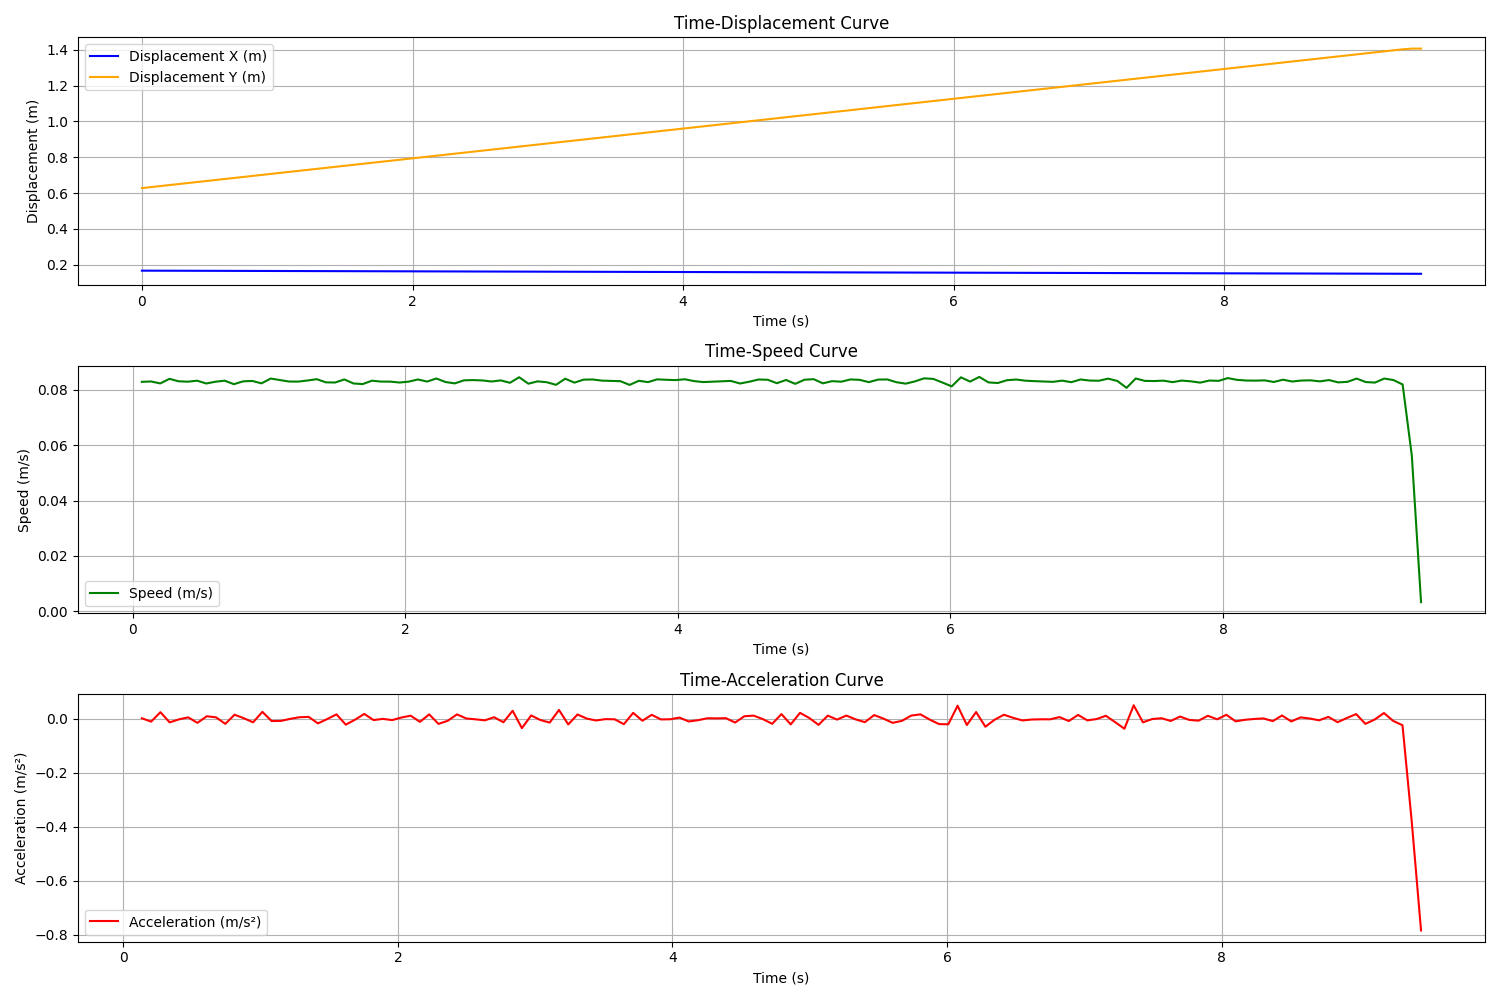 Time-Displacement Curve
Displacement (m)
1.4
1.2
1.0
0.8
0.6
0.4
0.2
Displacement X (m)
Displacement Y (m)
0 2 4 6 8
Time (s)
Time-Speed Curve
Speed (m/s)
0.08
0.06
0.04
0.02
0.00
Speed (m/s)
0 2 4 6 8
Time (s)
Time-Acceleration Curve
Acceleration (m/s²)
0.0
−0.2
−0.4
−0.6
−0.8
Acceleration (m/s²)
0 2 4 6 8
Time (s)